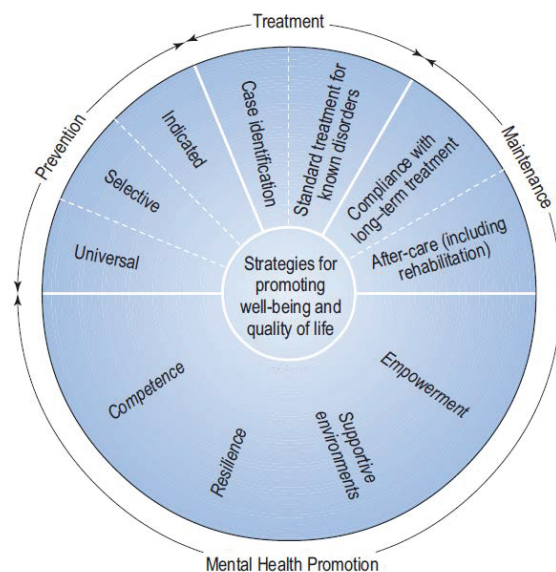 Treatment
Prevention
Maintenance
Universal
Selective
Indicated
Case identification
Standard treatment for
known disorders
Compliance with
long–term treatment
After-care (including
rehabilitation)
Strategies for
promoting
well-being and
quality of life
Competence
Resilience
Supportive
environments
Empowerment
Mental Health Promotion